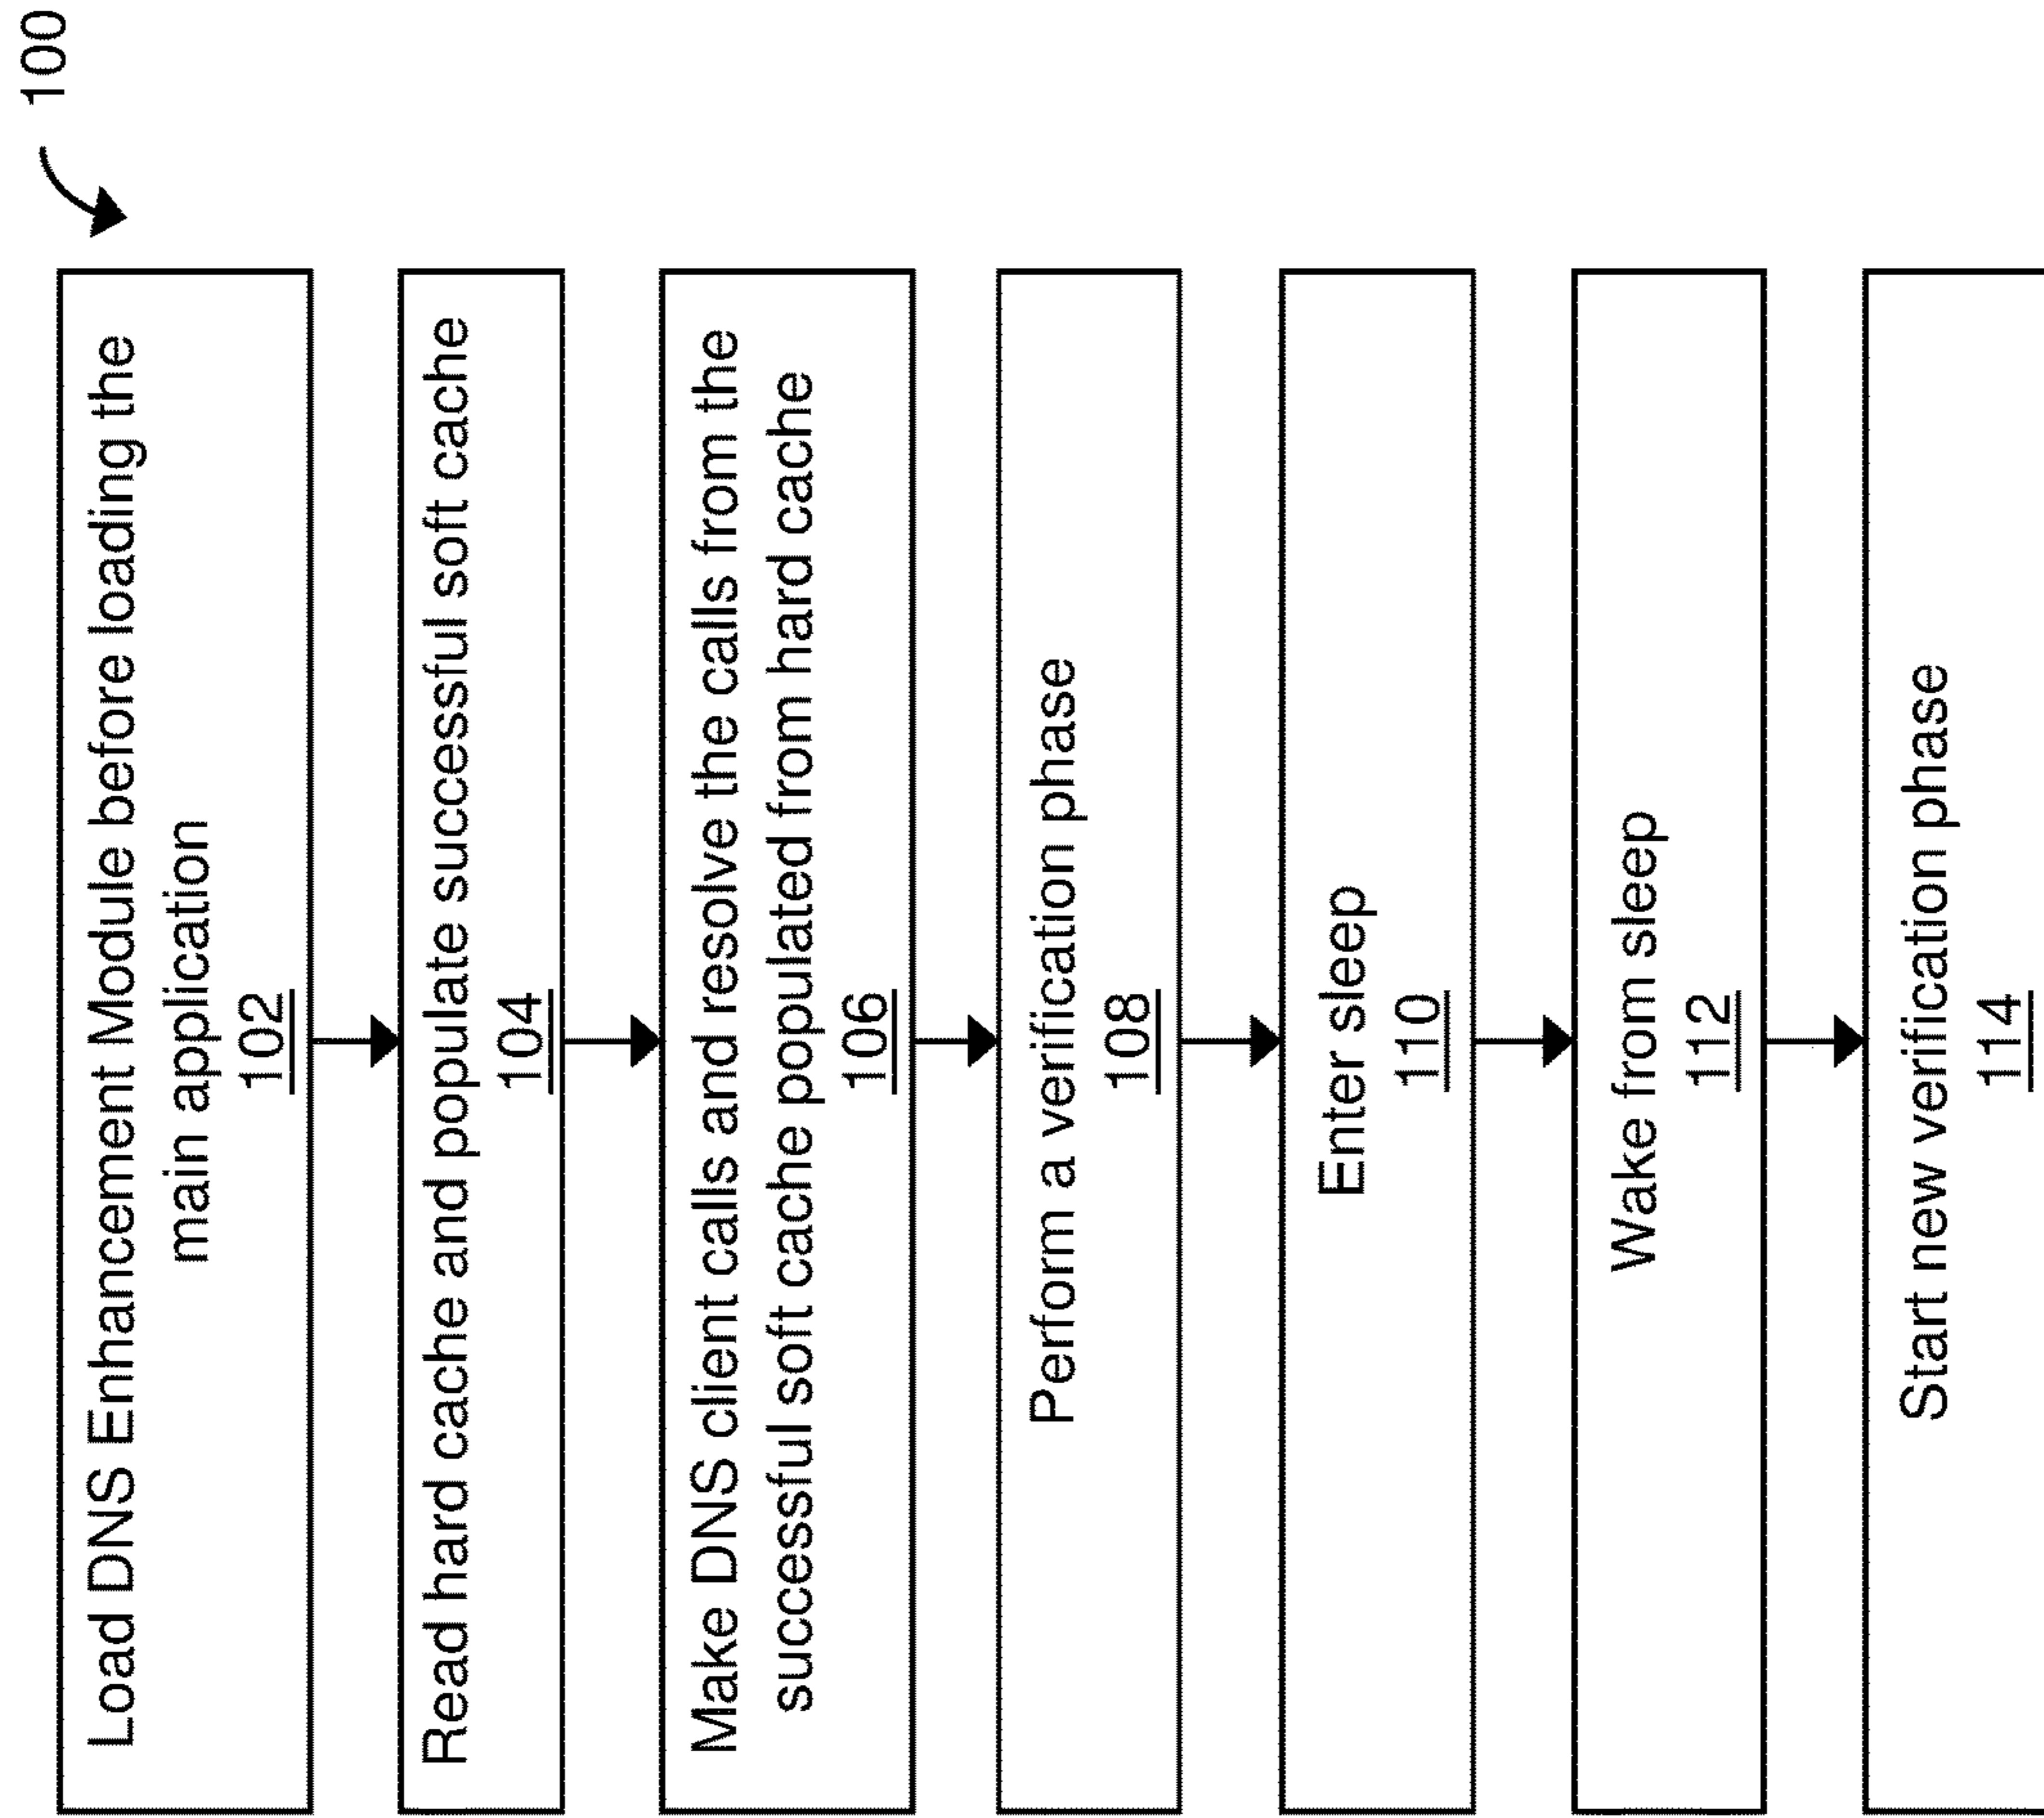 100
Load DNS Enhancement Module before loading the
main application
102
Read hard cache and populate successful soft cache
104
Make DNS client calls and resolve the calls from the
successful soft cache populated from hard cache
106
Perform a verification phase
108
Enter sleep
110
Wake from sleep
112
Start new verification phase
114